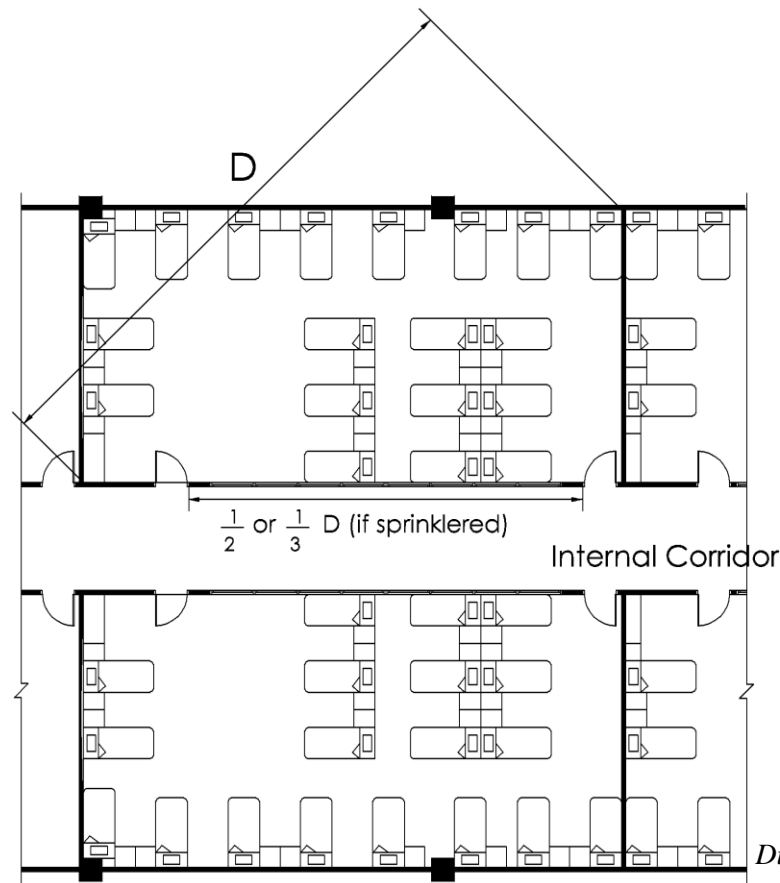 D
1/2 or 1/3 D (if sprinklered)
Internal Corridor